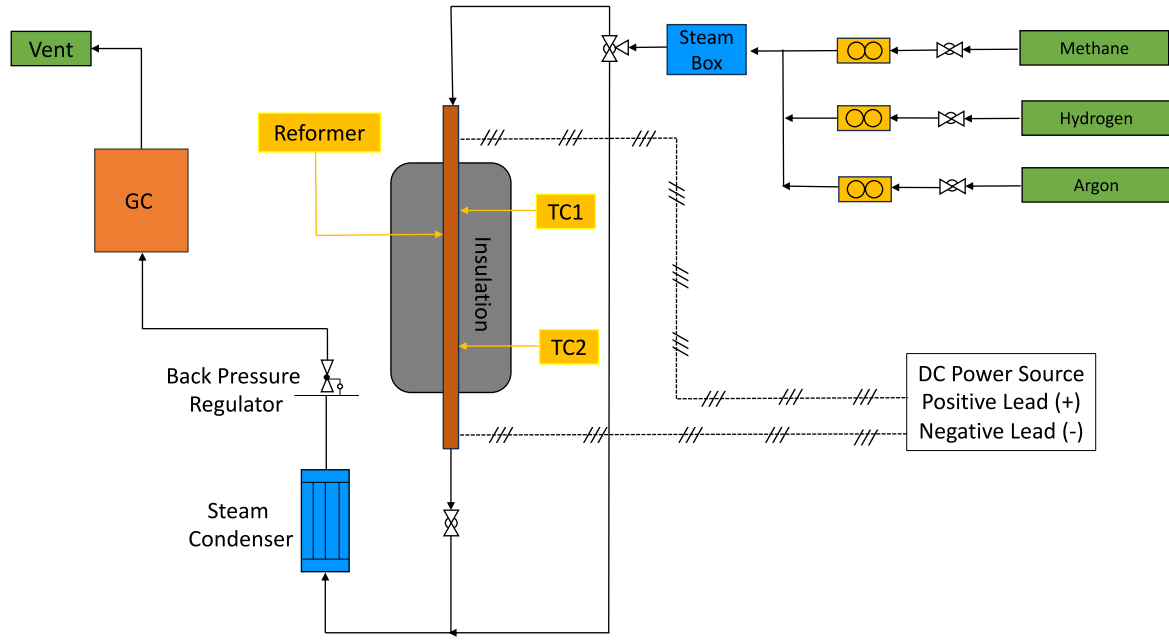 Vent
Steam
Box
Methane
Reformer
Hydrogen
GC
TC1
Argon
Insulation
TC2
Back Pressure
Regulator
DC Power Source
Positive Lead (+)
Negative Lead (-)
Steam
Condenser